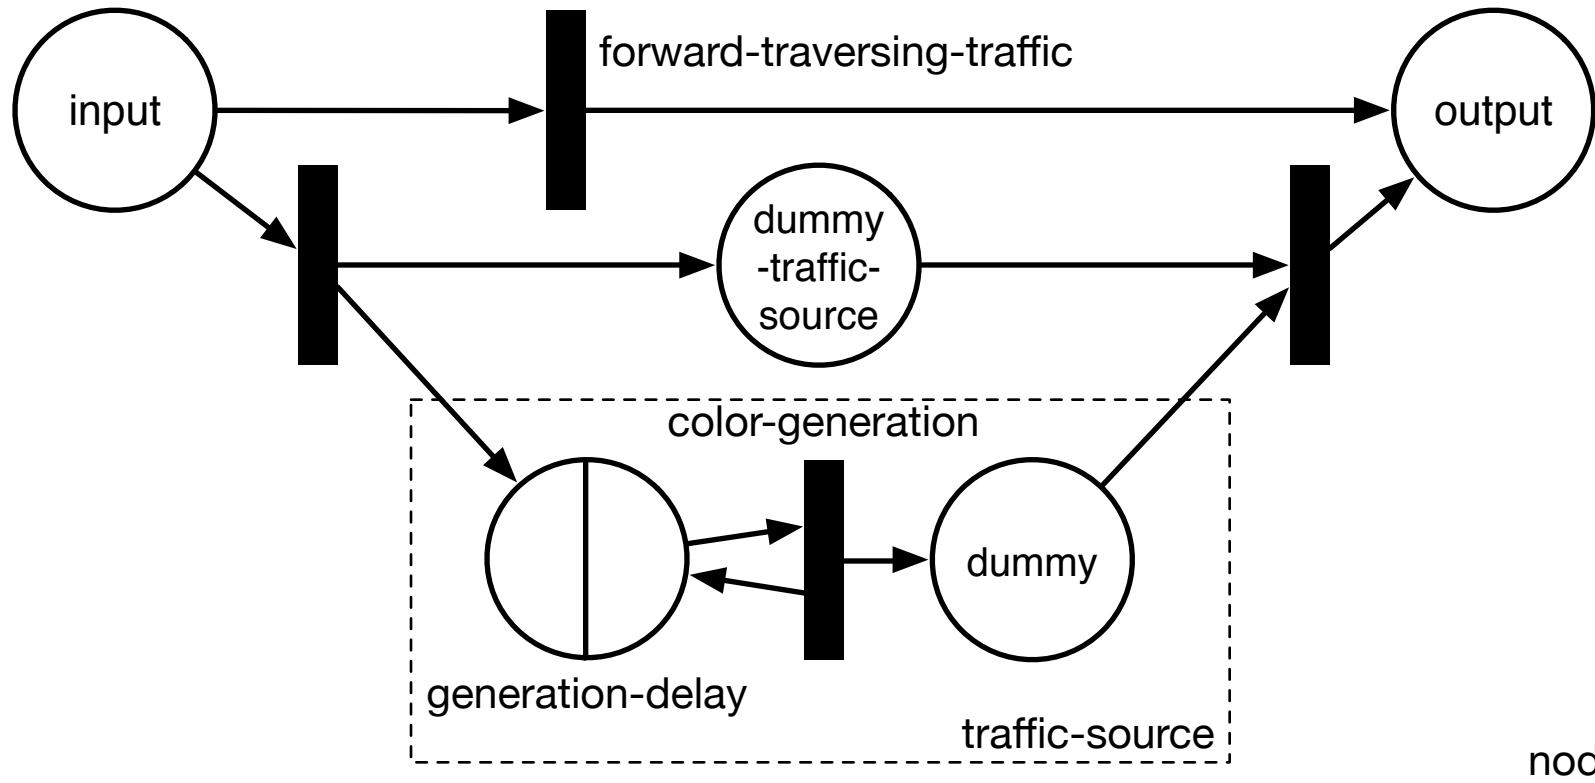 forward-traversing-traffic
input
output
dummy
-traffic-
source
color-generation
dummy
generation-delay
traffic-source